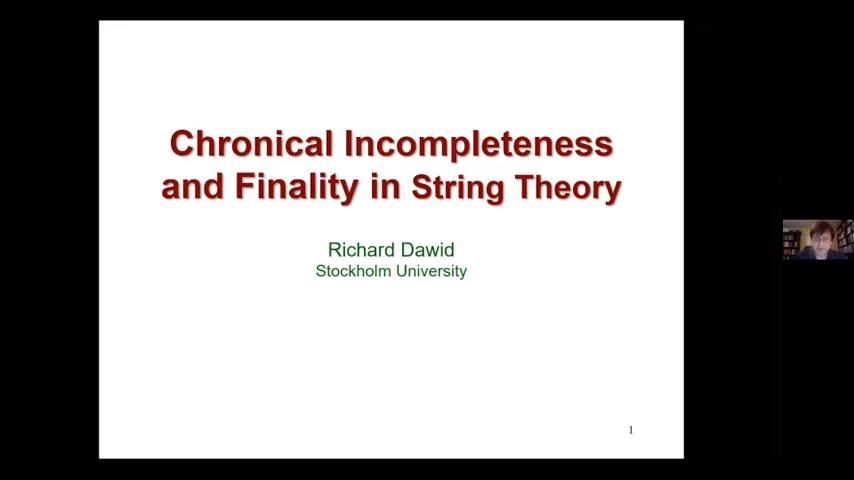 Chronical Incompleteness
and Finality in String Theory
Richard Dawid
Stockholm University
1